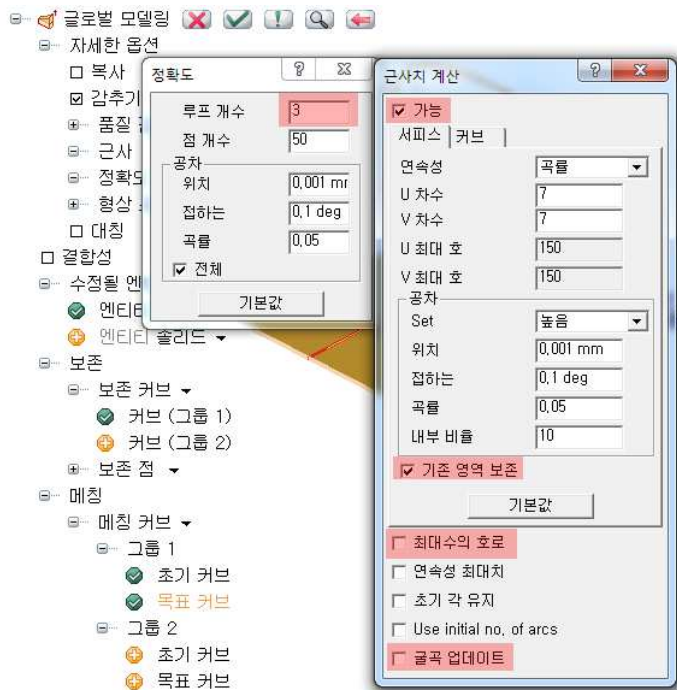 글로벌 모델링
자세한 옵션
복사
감추기
품질
근사
정확도
형상
대칭
결합성
수정될 엔
엔티티
엔티티 솔리드
보존
보존 커브
커브 (그룹 1)
커브 (그룹 2)
보존 점
메칭
메칭 커브
그룹 1
초기 커브
목표 커브
그룹 2
초기 커브
목표 커브
정확도
루프 개수 3
점 개수 50
공차
위치 0,001 mr
접하는 0,1 deg
곡률 0,05
전체
기본값
근사치 계산
가능
서피스 커브
연속성 곡률
U 차수 7
V 차수 7
U 최대 호 150
V 최대 호 150
공차
Set 높음
위치 0,001 mm
접하는 0,1 deg
곡률 0,05
내부 비율 10
기존 영역 보존
기본값
최대수의 호로
연속성 최대치
초기 각 유지
Use initial no. of arcs
굴곡 업데이트